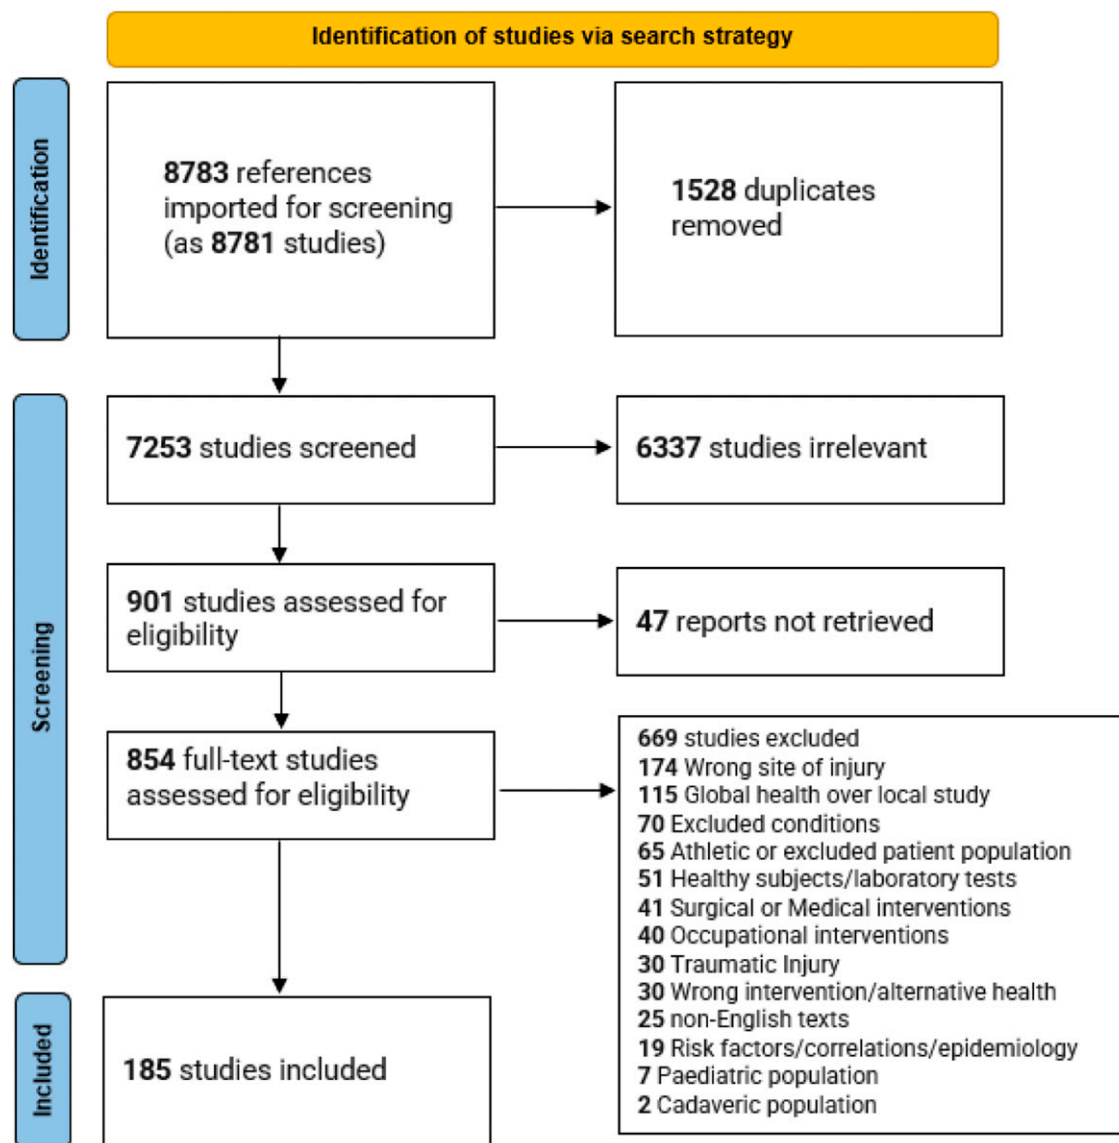 Identification of studies via search strategy
Identification
8783 references
imported for screening
(as 8781 studies)
1528 duplicates
removed
Screening
7253 studies screened
6337 studies irrelevant
901 studies assessed for
eligibility
47 reports not retrieved
854 full-text studies
assessed for eligibility
669 studies excluded
174 Wrong site of injury
115 Global health over local study
70 Excluded conditions
65 Athletic or excluded patient population
51 Healthy subjects/laboratory tests
41 Surgical or Medical interventions
40 Occupational interventions
30 Traumatic Injury
30 Wrong intervention/alternative health
25 non-English texts
19 Risk factors/correlations/epidemiology
7 Paediatric population
2 Cadaveric population
Included
185 studies included